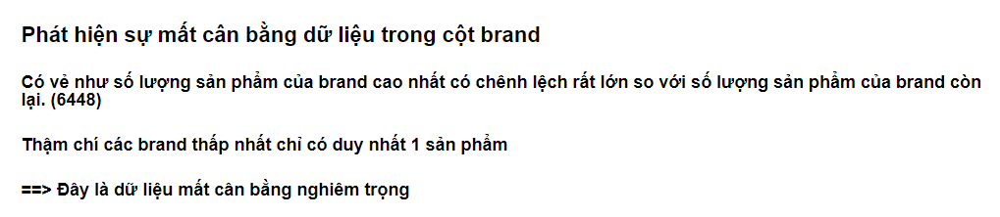 Phát hiện sự mất cân bằng dữ liệu trong cột brand
Có vẻ như số lượng sản phẩm của brand cao nhất có chênh lệch rất lớn so với số lượng sản phẩm của brand còn
lại. (6448)
Thậm chí các brand thấp nhất chỉ có duy nhất 1 sản phẩm
==> Đây là dữ liệu mất cân bằng nghiêm trọng